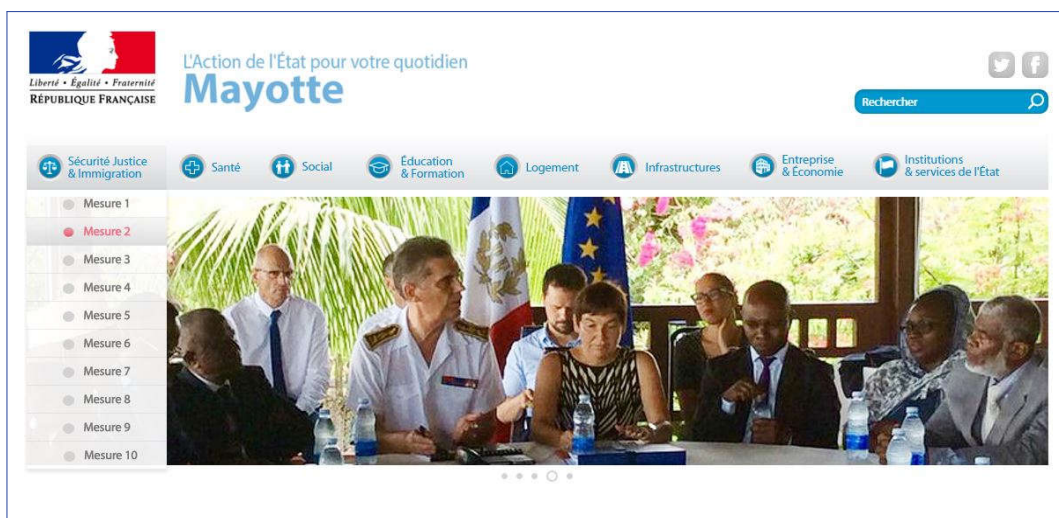 Liberté • Égalité • Fraternité
RÉPUBLIQUE FRANÇAISE
L'Action de l'État pour votre quotidien
Mayotte
Rechercher
Sécurité Justice
& Immigration
Santé
Social
Éducation
& Formation
Logement
Infrastructures
Entreprise
& Économie
Institutions
& services de l'État
Mesure 1
Mesure 2
Mesure 3
Mesure 4
Mesure 5
Mesure 6
Mesure 7
Mesure 8
Mesure 9
Mesure 10